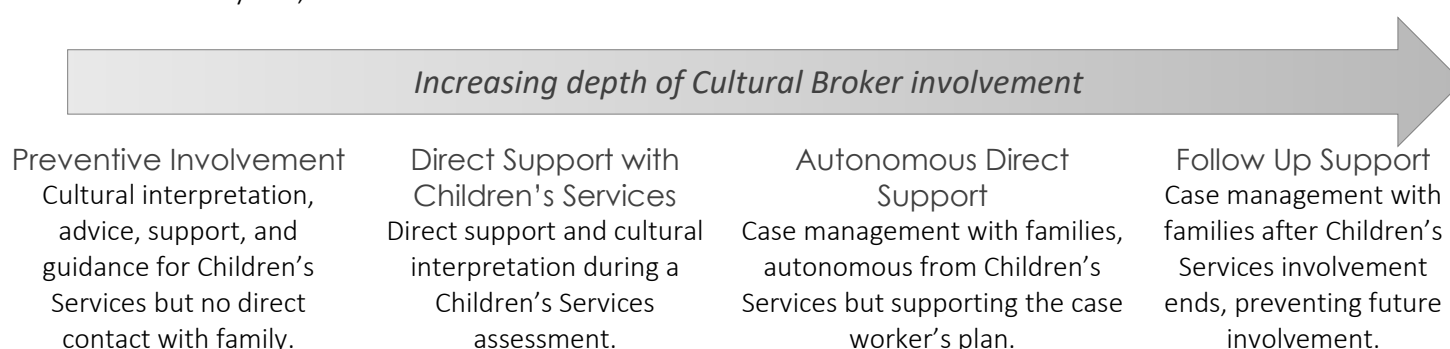 Increasing depth of Cultural Broker involvement
Preventive Involvement
Cultural interpretation,
advice, support, and
guidance for Children's
Services but no direct
contact with family.
Direct Support with
Children's Services
Direct support and cultural
interpretation during a
Children's Services
assessment.
Autonomous Direct
Support
Case management with families,
autonomous from Children's
Services but supporting the case
worker's plan.
Follow Up Support
Case management with
families after Children's
Services involvement
ends, preventing future
involvement.